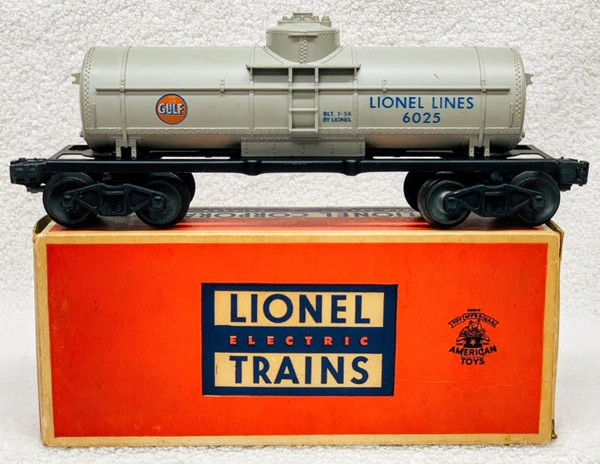 GULF
BLT 1-56
BY LIONEL
LIONEL LINES
6025
LIONEL
ELECTRIC
TRAINS
AMERICAN
TOYS